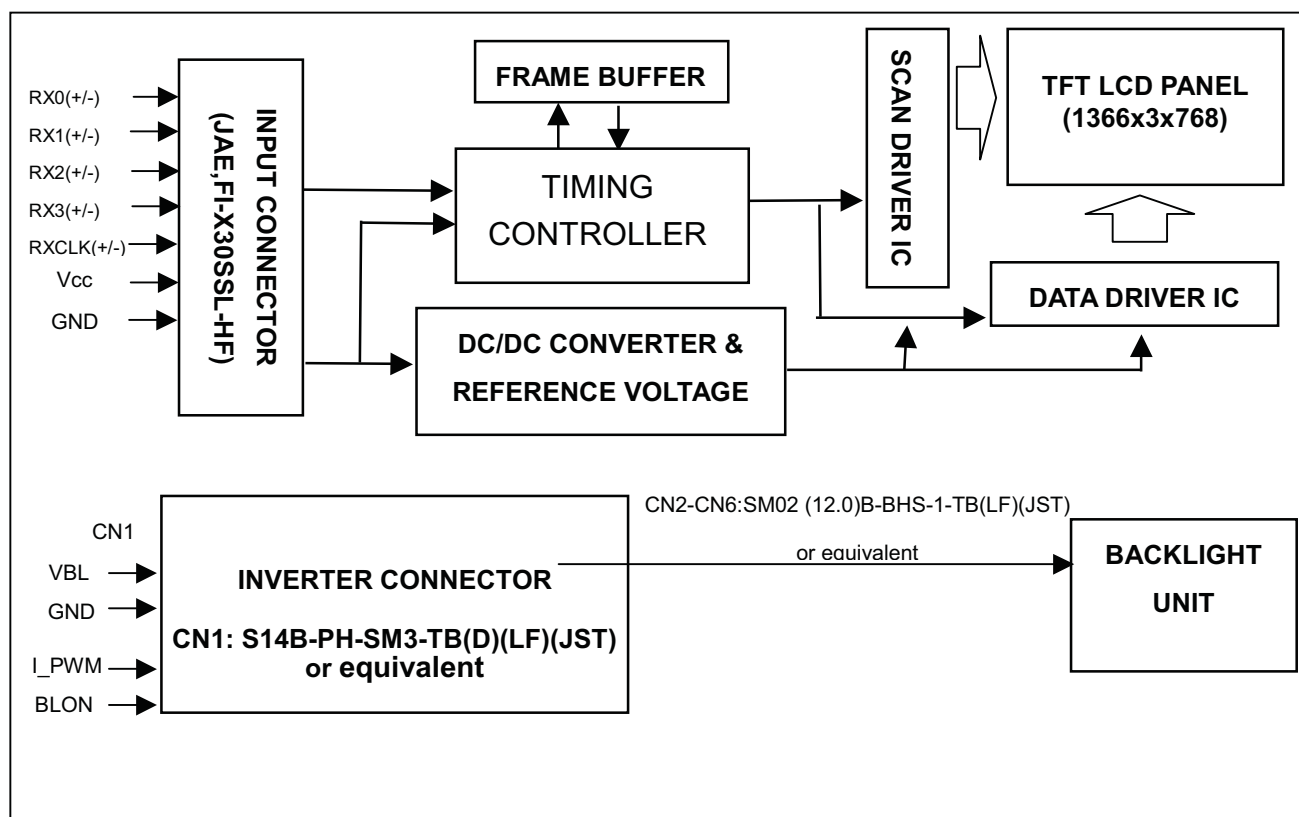 RX0(+/-)
RX1(+/-)
RX2(+/-)
RX3(+/-)
RXCLK(+/-)
Vcc
GND
INPUT CONNECTOR
(JAE,FI-X30SSL-HF)
FRAME BUFFER
TIMING
CONTROLLER
SCAN DRIVER IC
TFT LCD PANEL
(1366x3x768)
DATA DRIVER IC
DC/DC CONVERTER &
REFERENCE VOLTAGE
CN1
VBL
GND
I_PWM
BLON
INVERTER CONNECTOR
CN1: S14B-PH-SM3-TB(D)(LF)(JST)
or equivalent
CN2-CN6:SM02 (12.0)B-BHS-1-TB(LF)(JST)
or equivalent
BACKLIGHT
UNIT